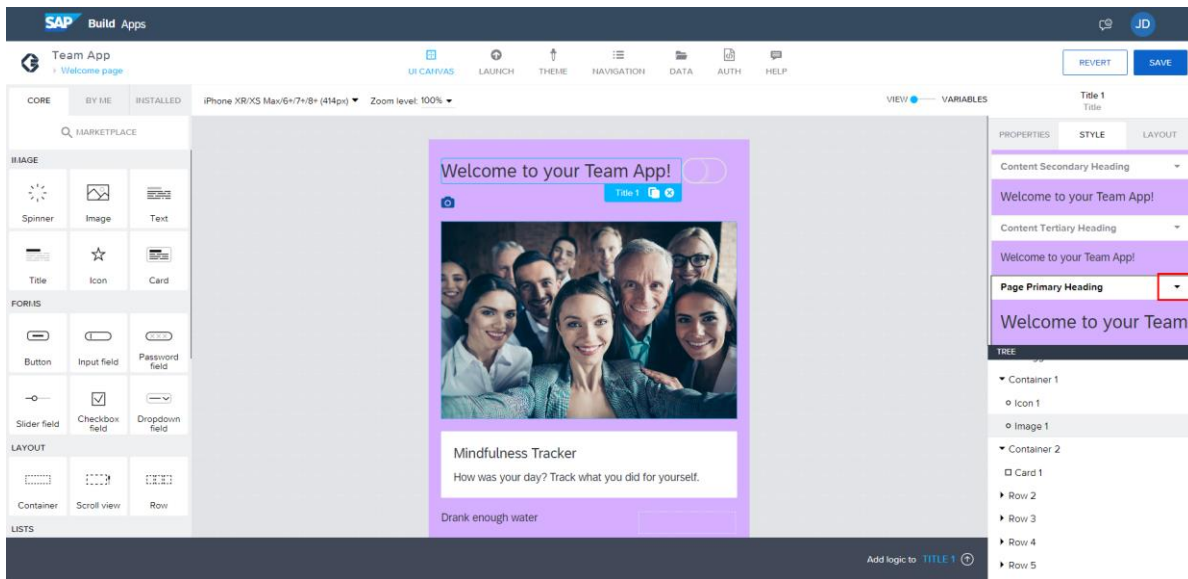 SAP Build Apps
JD
Team App
> Welcome page
UI CANVAS LAUNCH THEME NAVIGATION DATA AUTH HELP
REVERT SAVE
CORE BY ME INSTALLED
iPhone XR/XS Max/6+/7+/8+ (414px) Zoom level: 100%
VIEW VARIABLES
Title 1
Title
MARKETPLACE
PROPERTIES STYLE LAYOUT
IMAGE
Spinner Image Text
Title Icon Card
FORMS
Button Input field Password field
Slider field Checkbox field Dropdown field
LAYOUT
Container Scroll view Row
LISTS
Welcome to your Team App!
Title 1
Mindfulness Tracker
How was your day? Track what you did for yourself.
Drank enough water
Content Secondary Heading
Welcome to your Team App!
Content Tertiary Heading
Welcome to your Team App!
Page Primary Heading
Welcome to your Team
TREE
Container 1
Icon 1
Image 1
Container 2
Card 1
Row 2
Row 3
Row 4
Row 5
Add logic to TITLE 1